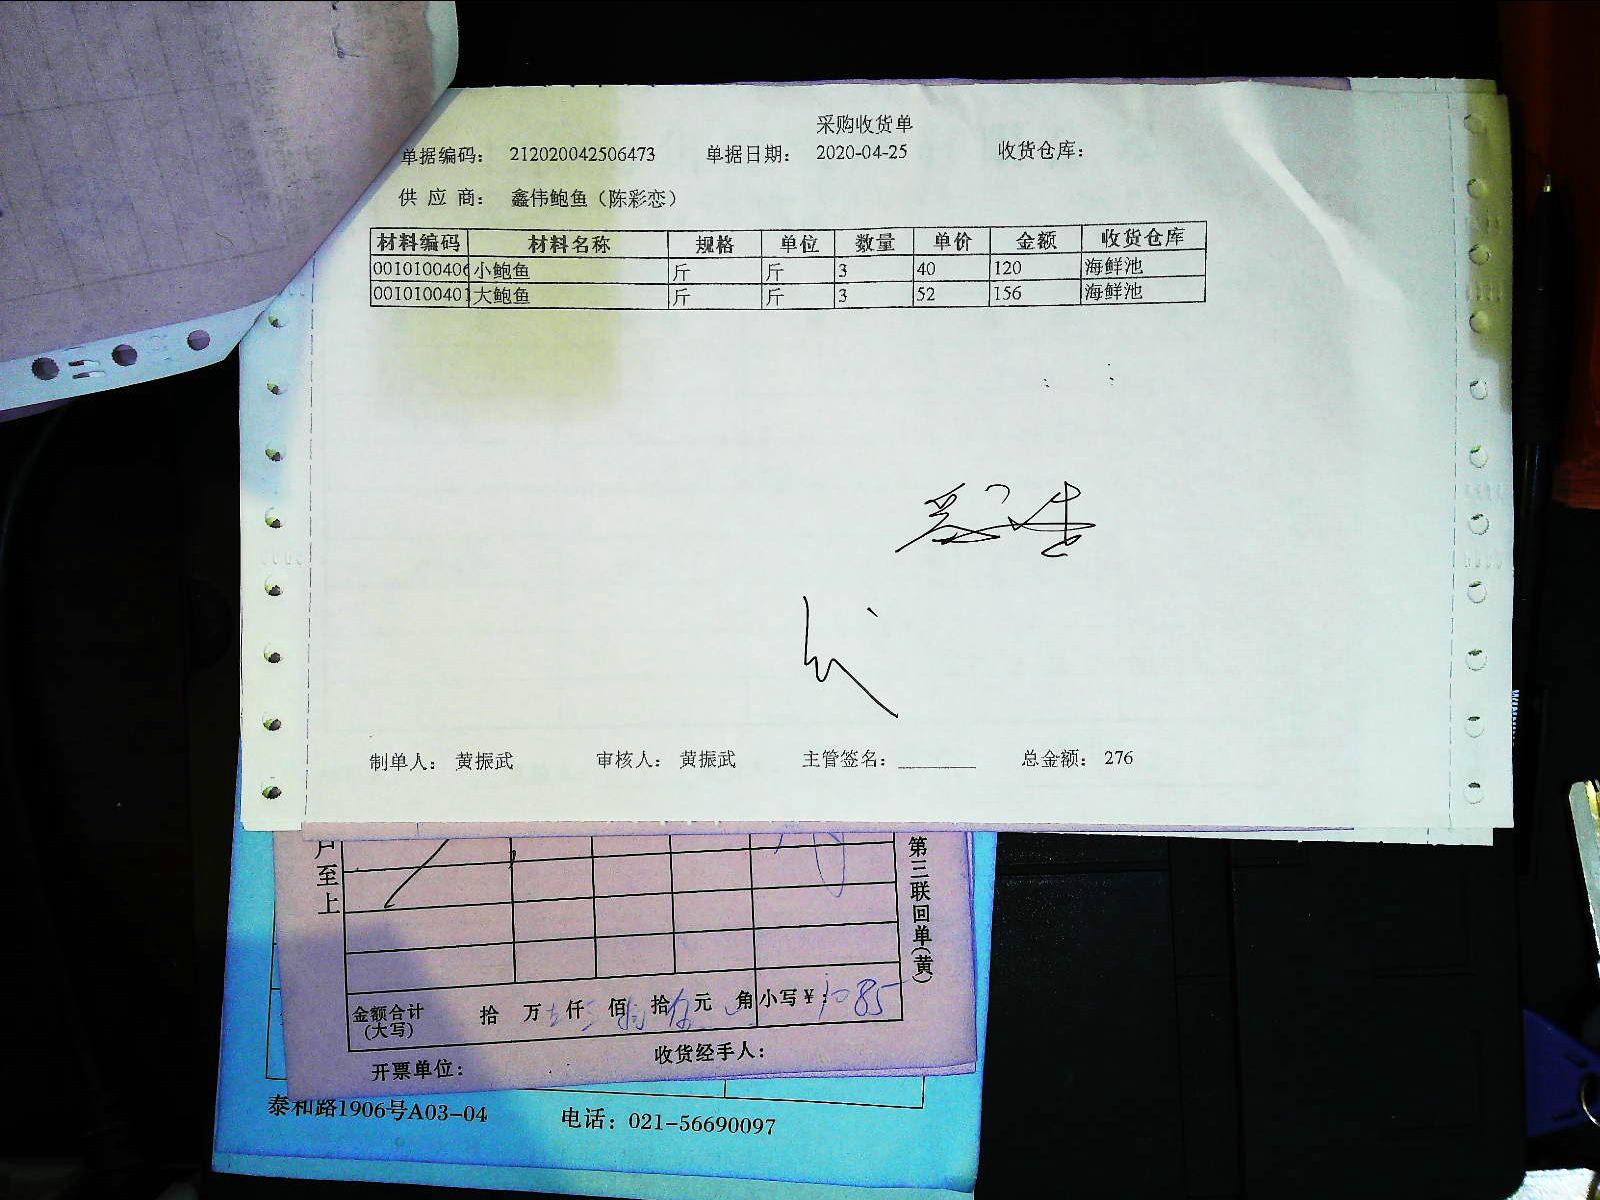 采购收货单
单据编码: 212020042506473 单据日期: 2020-04-25 收货仓库:
供 应 商: 鑫伟鲍鱼(陈彩恋)
材料编码 材料名称 规格 单位 数量 单价 金额 收货仓库
0010100406 小鲍鱼 斤 斤 3 40 120 海鲜池
0010100401 大鲍鱼 斤 斤 3 52 156 海鲜池
制单人: 黄振武 审核人: 黄振武 主管签名: 总金额: 276
户至上
第三联回单(黄)
金额合计(大写) 拾 万 仟 佰 拾 元 角 小写¥:
开票单位: 收货经手人:
泰和路1906号A03-04 电话: 021-56690097